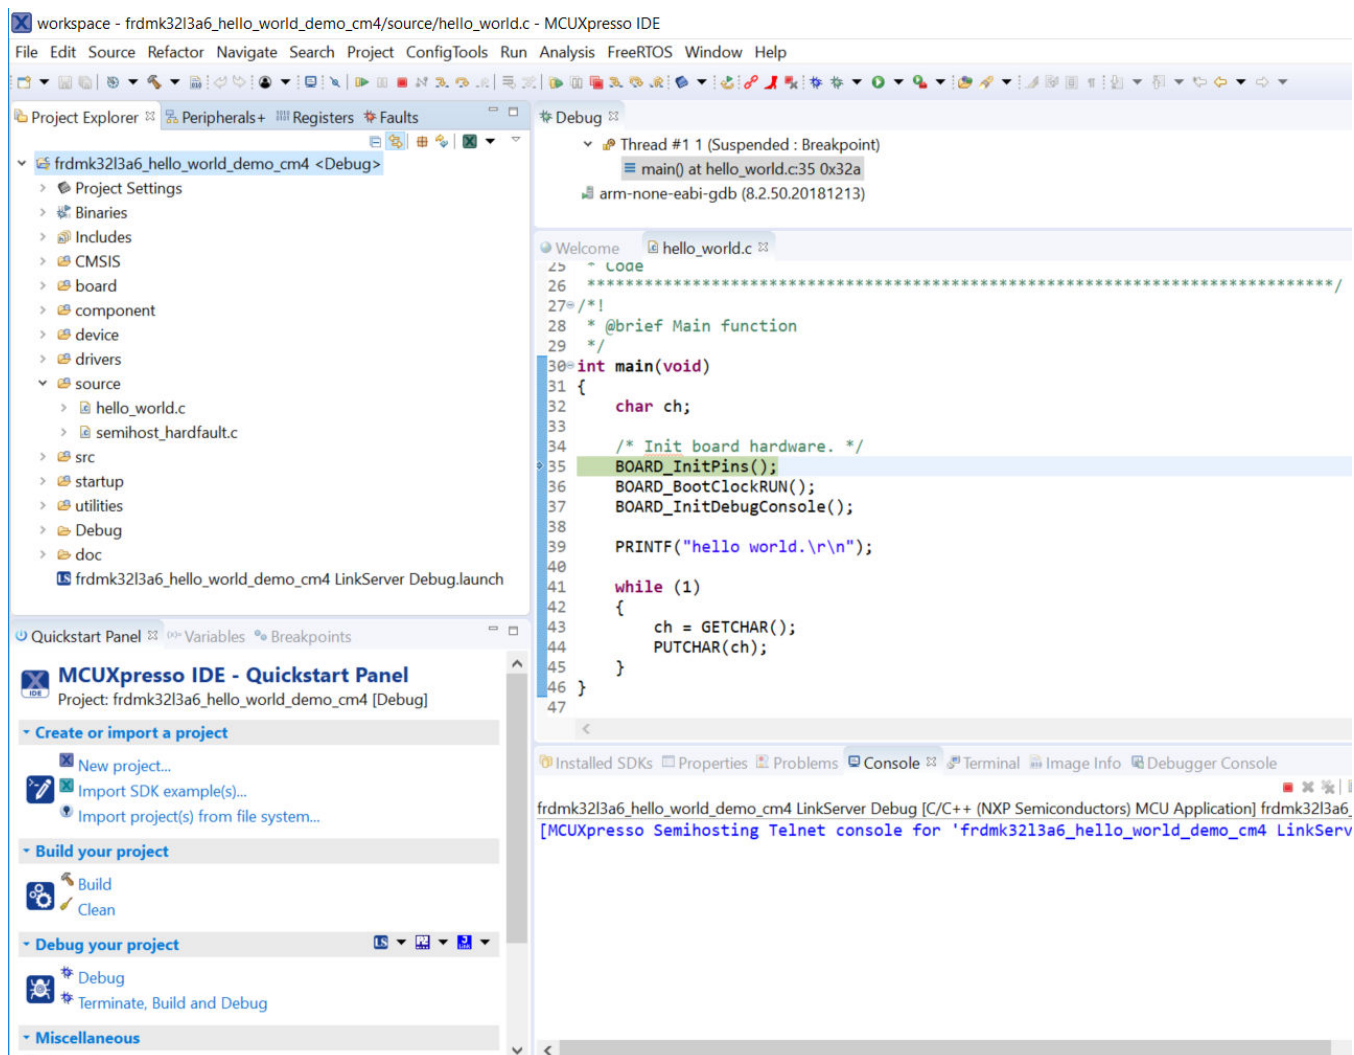 workspace - frdmk32l3a6_hello_world_demo_cm4/source/hello_world.c - MCUXpresso IDE
File Edit Source Refactor Navigate Search Project ConfigTools Run Analysis FreeRTOS Window Help
Project Explorer Peripherals+ Registers Faults
frdmk32l3a6_hello_world_demo_cm4 <Debug>
Project Settings
Binaries
Includes
CMSIS
board
component
device
drivers
source
hello_world.c
semihost_hardfault.c
src
startup
utilities
Debug
doc
frdmk32l3a6_hello_world_demo_cm4 LinkServer Debug.launch
Debug
Thread #1 1 (Suspended : Breakpoint)
main() at hello_world.c:35 0x32a
arm-none-eabi-gdb (8.2.50.20181213)
Welcome hello_world.c
25 * Code
26 ******************************************************************************/
27 /*!
28 * @brief Main function
29 */
30 int main(void)
31 {
32 char ch;
33
34 /* Init board hardware. */
35 BOARD_InitPins();
36 BOARD_BootClockRUN();
37 BOARD_InitDebugConsole();
38
39 PRINTF("hello world.\r\n");
40
41 while (1)
42 {
43 ch = GETCHAR();
44 PUTCHAR(ch);
45 }
46 }
47
Quickstart Panel (x)= Variables Breakpoints
MCUXpresso IDE - Quickstart Panel
IDE
Project: frdmk32l3a6_hello_world_demo_cm4 [Debug]
Create or import a project
New project...
Import SDK example(s)...
Import project(s) from file system...
Build your project
Build
Clean
Debug your project
Debug
Terminate, Build and Debug
Miscellaneous
Installed SDKs Properties Problems Console Terminal Image Info Debugger Console
frdmk32l3a6_hello_world_demo_cm4 LinkServer Debug [C/C++ (NXP Semiconductors) MCU Application] frdmk32l3a6_
[MCUXpresso Semihosting Telnet console for 'frdmk32l3a6_hello_world_demo_cm4 LinkServ